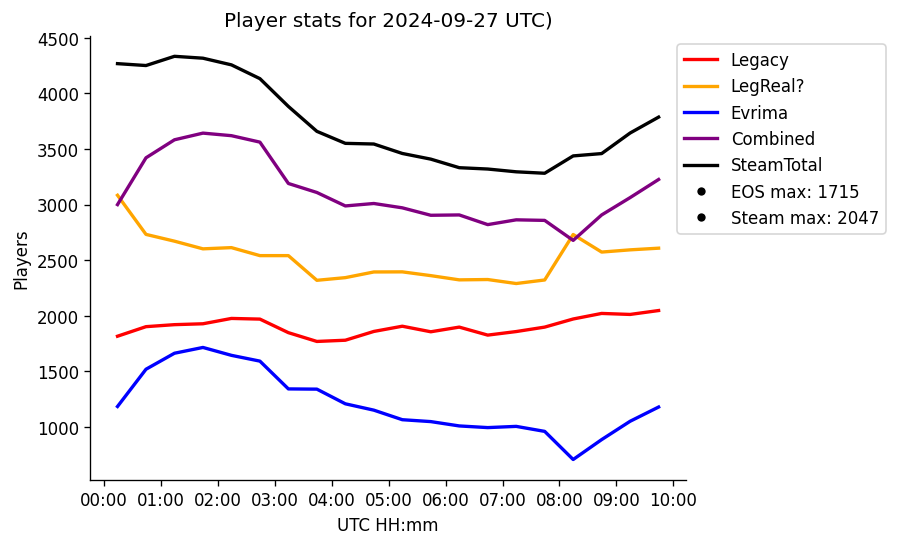 Player stats for 2024-09-27 UTC)
4500
4000
3500
3000
2500
2000
1500
1000
Players
00:00 01:00 02:00 03:00 04:00 05:00 06:00 07:00 08:00 09:00 10:00
UTC HH:mm
Legacy
LegReal?
Evrima
Combined
SteamTotal
EOS max: 1715
Steam max: 2047